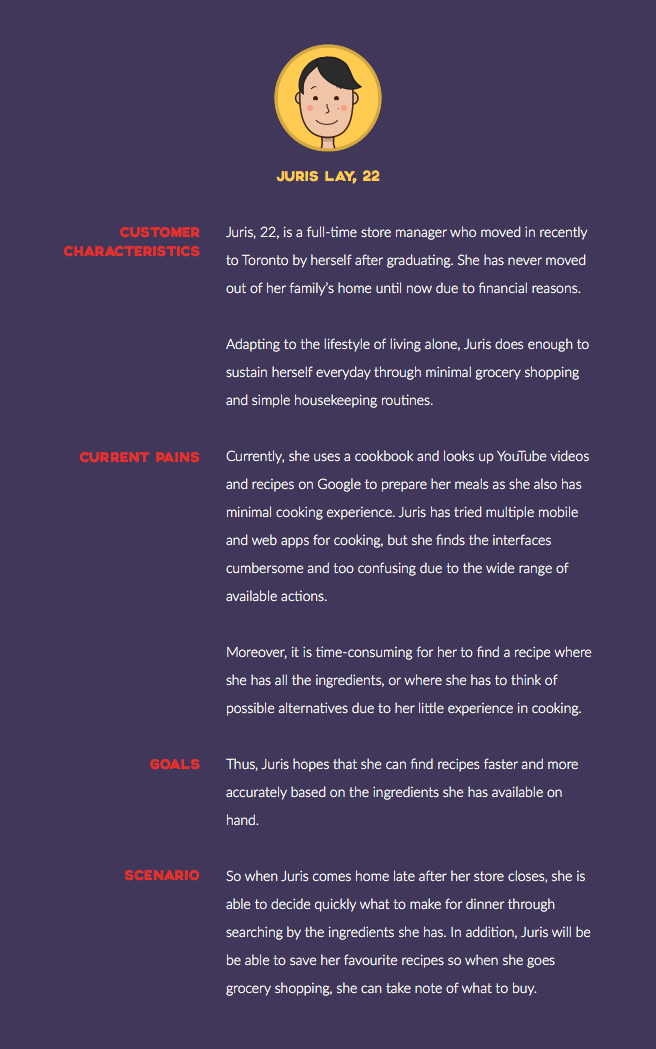 JURIS LAY, 22
CUSTOMER
CHARACTERISTICS
Juris, 22, is a full-time store manager who moved in recently
to Toronto by herself after graduating. She has never moved
out of her family's home until now due to financial reasons.
Adapting to the lifestyle of living alone, Juris does enough to
sustain herself everyday through minimal grocery shopping
and simple housekeeping routines.
CURRENT PAINS
Currently, she uses a cookbook and looks up YouTube videos
and recipes on Google to prepare her meals as she also has
minimal cooking experience. Juris has tried multiple mobile
and web apps for cooking, but she finds the interfaces
cumbersome and too confusing due to the wide range of
available actions.
Moreover, it is time-consuming for her to find a recipe where
she has all the ingredients, or where she has to think of
possible alternatives due to her little experience in cooking.
GOALS
Thus, Juris hopes that she can find recipes faster and more
accurately based on the ingredients she has available on
hand.
SCENARIO
So when Juris comes home late after her store closes, she is
able to decide quickly what to make for dinner through
searching by the ingredients she has. In addition, Juris will be
be able to save her favourite recipes so when she goes
grocery shopping, she can take note of what to buy.